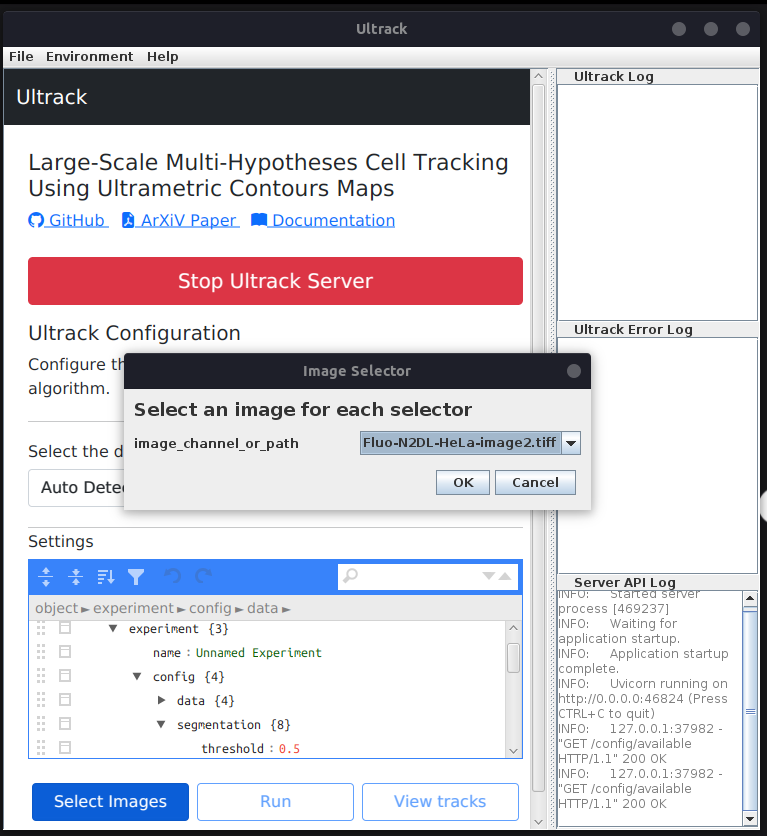 Ultrack
File Environment Help
Ultrack
Large-Scale Multi-Hypotheses Cell Tracking
Using Ultrametric Contours Maps
GitHub ArXiV Paper Documentation
Stop Ultrack Server
Ultrack Configuration
Configure th
algorithm.
Select the d
Auto Dete
Image Selector
Select an image for each selector
image_channel_or_path Fluo-N2DL-HeLa-image2.tiff
OK Cancel
Settings
object ► experiment ► config ► data ►
▼ experiment {3}
name : Unnamed Experiment
▼ config {4}
► data {4}
▼ segmentation {8}
threshold : 0.5
Select Images Run View tracks
Ultrack Log
Ultrack Error Log
Server API Log
INFO: Started server
process [469237]
INFO: Waiting for
application startup.
INFO: Application startup
complete.
INFO: Uvicorn running on
http://0.0.0.0:46824 (Press
CTRL+C to quit)
INFO: 127.0.0.1:37982 -
"GET /config/available
HTTP/1.1" 200 OK
INFO: 127.0.0.1:37982 -
"GET /config/available
HTTP/1.1" 200 OK